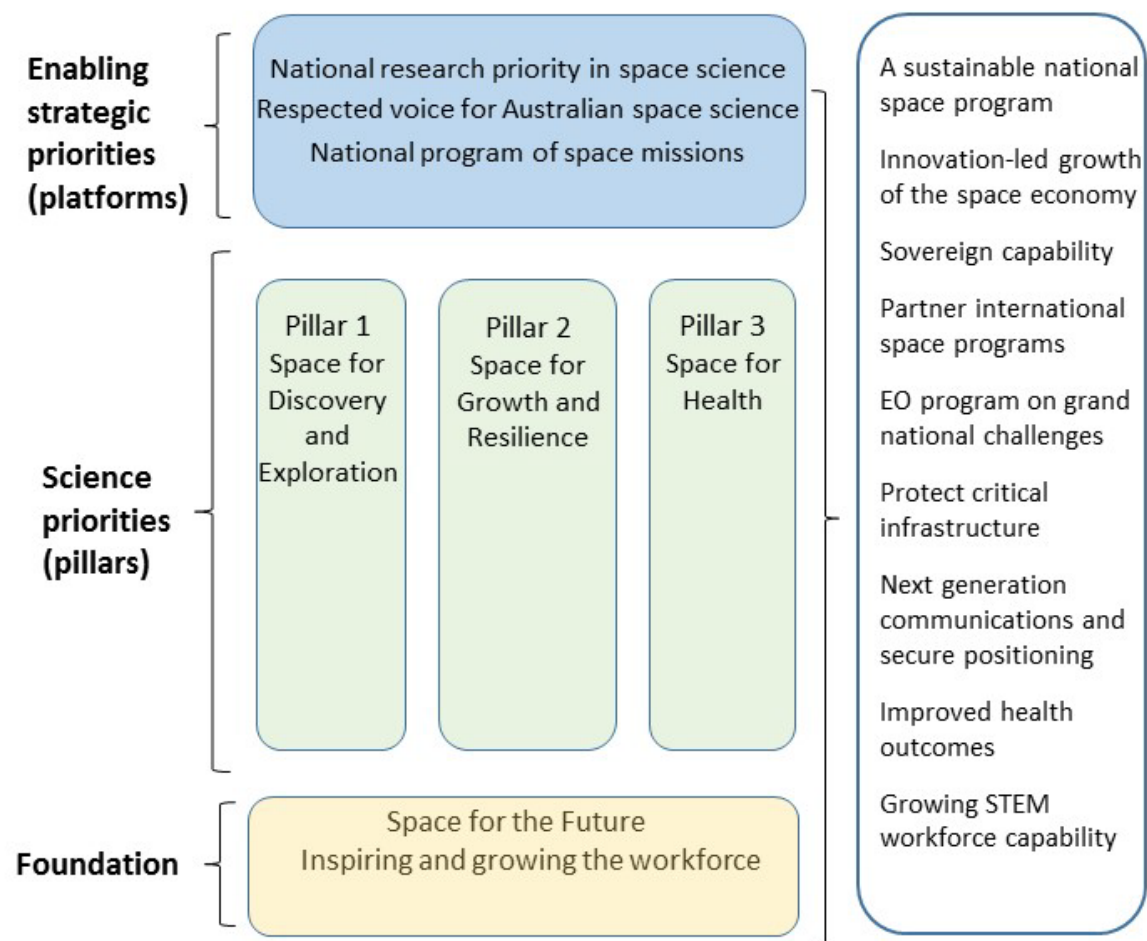 Enabling
strategic
priorities
(platforms)
National research priority in space science
Respected voice for Australian space science
National program of space missions
Science
priorities
(pillars)
Pillar 1
Space for
Discovery
and
Exploration
Pillar 2
Space for
Growth and
Resilience
Pillar 3
Space for
Health
Foundation
Space for the Future
Inspiring and growing the workforce
A sustainable national
space program
Innovation-led growth
of the space economy
Sovereign capability
Partner international
space programs
EO program on grand
national challenges
Protect critical
infrastructure
Next generation
communications and
secure positioning
Improved health
outcomes
Growing STEM
workforce capability